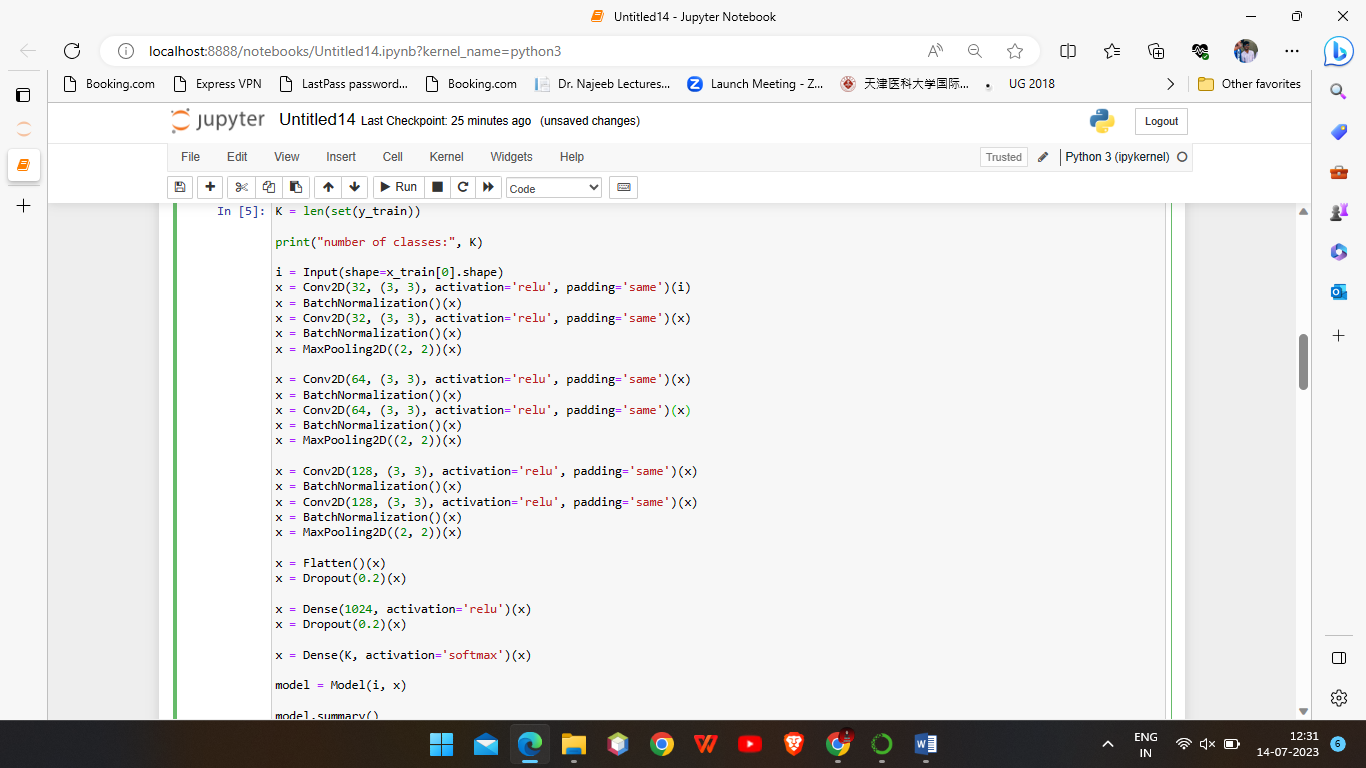 Untitled14 - Jupyter Notebook
localhost:8888/notebooks/Untitled14.ipynb?kernel_name=python3
Booking.com
Express VPN
LastPass password...
Booking.com
Dr. Najeeb Lectures...
Launch Meeting - Z...
天津医科大学国际...
UG 2018
Other favorites
jupyter Untitled14 Last Checkpoint: 25 minutes ago (unsaved changes)
Logout
File Edit View Insert Cell Kernel Widgets Help
Trusted
Python 3 (ipykernel)
Run
Code
In [5]: K = len(set(y_train))
print("number of classes:", K)
i = Input(shape=x_train[0].shape)
x = Conv2D(32, (3, 3), activation='relu', padding='same')(i)
x = BatchNormalization()(x)
x = Conv2D(32, (3, 3), activation='relu', padding='same')(x)
x = BatchNormalization()(x)
x = MaxPooling2D((2, 2))(x)
x = Conv2D(64, (3, 3), activation='relu', padding='same')(x)
x = BatchNormalization()(x)
x = Conv2D(64, (3, 3), activation='relu', padding='same')(x)
x = BatchNormalization()(x)
x = MaxPooling2D((2, 2))(x)
x = Conv2D(128, (3, 3), activation='relu', padding='same')(x)
x = BatchNormalization()(x)
x = Conv2D(128, (3, 3), activation='relu', padding='same')(x)
x = BatchNormalization()(x)
x = MaxPooling2D((2, 2))(x)
x = Flatten()(x)
x = Dropout(0.2)(x)
x = Dense(1024, activation='relu')(x)
x = Dropout(0.2)(x)
x = Dense(K, activation='softmax')(x)
model = Model(i, x)
model.summary()
ENG
IN
12:31
14-07-2023
6